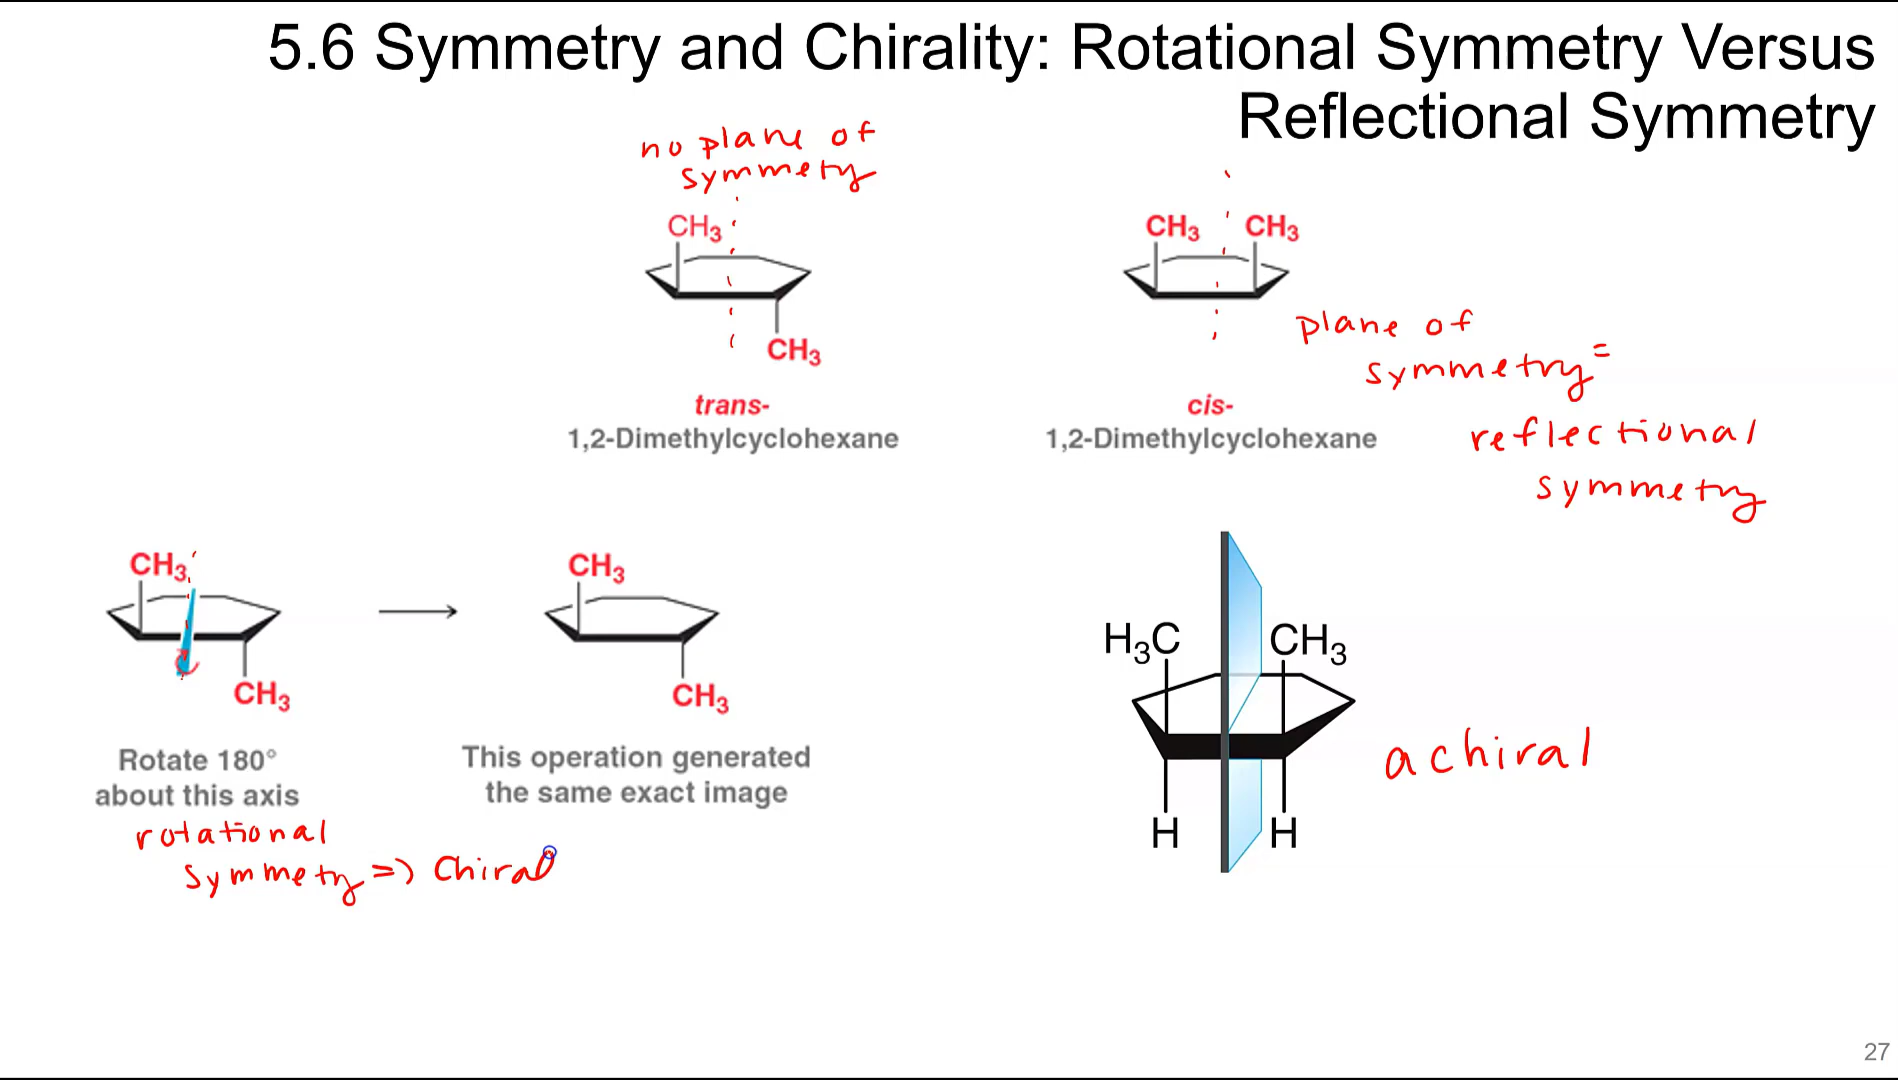 5.6 Symmetry and Chirality: Rotational Symmetry Versus
Reflectional Symmetry
no plane of
symmety
CH3
CH3
trans-
1,2-Dimethylcyclohexane
CH3 CH3
cis-
1,2-Dimethylcyclohexane
plane of
symmetry =
reflectional
symmetry
CH3
CH3
Rotate 180°
about this axis
rotational
symmetry => Chiral
CH3
CH3
This operation generated
the same exact image
H3C CH3
H H
achiral
27